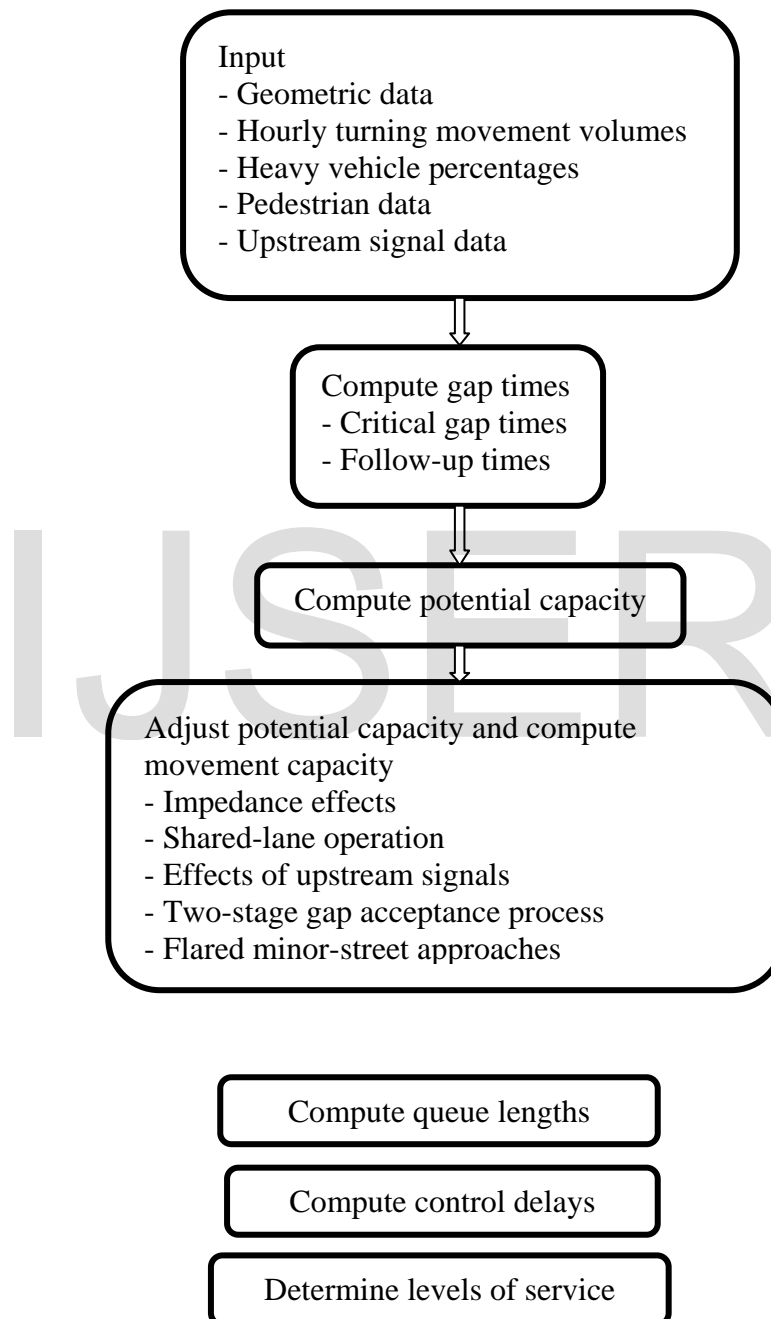 Input
- Geometric data
- Hourly turning movement volumes
- Heavy vehicle percentages
- Pedestrian data
- Upstream signal data
Compute gap times
- Critical gap times
- Follow-up times
IJSER
Compute potential capacity
Adjust potential capacity and compute
movement capacity
- Impedance effects
- Shared-lane operation
- Effects of upstream signals
- Two-stage gap acceptance process
- Flared minor-street approaches
Compute queue lengths
Compute control delays
Determine levels of service